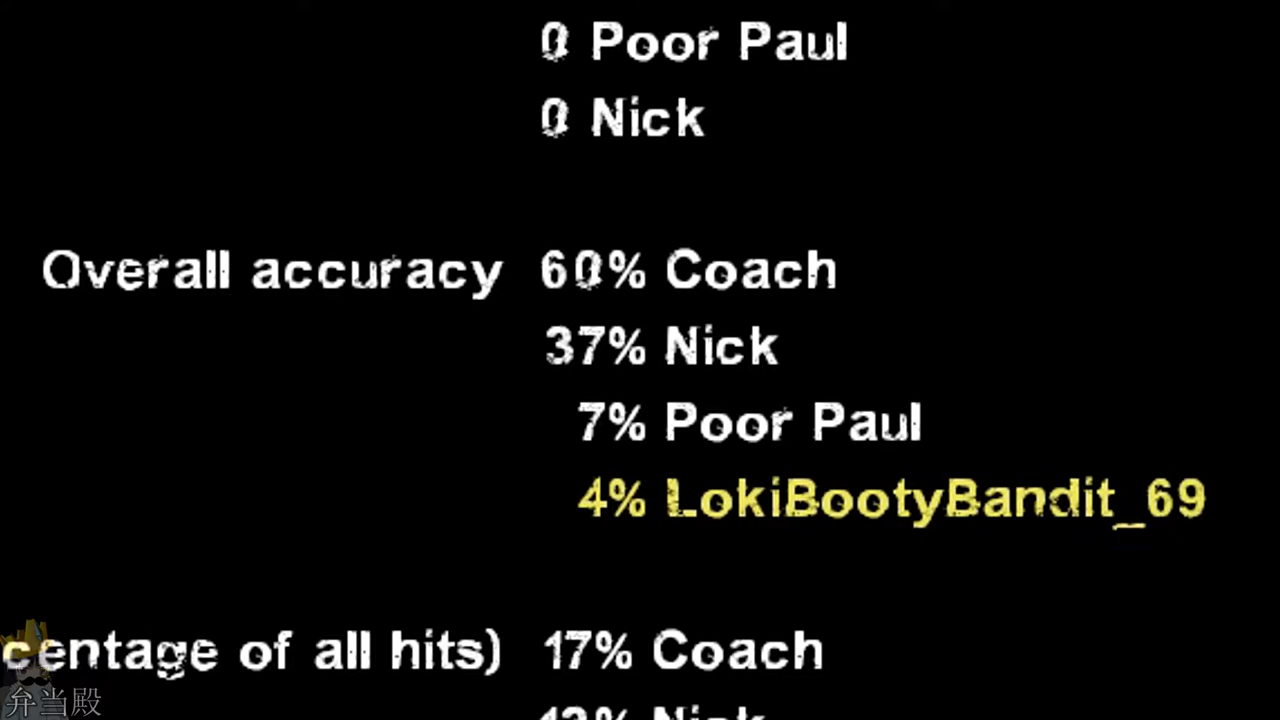 0 Poor Paul
0 Nick
Overall accuracy 60% Coach
37% Nick
7% Poor Paul
4% LokiBootyBandit_69
centage of all hits) 17% Coach
Nick
弁当殿